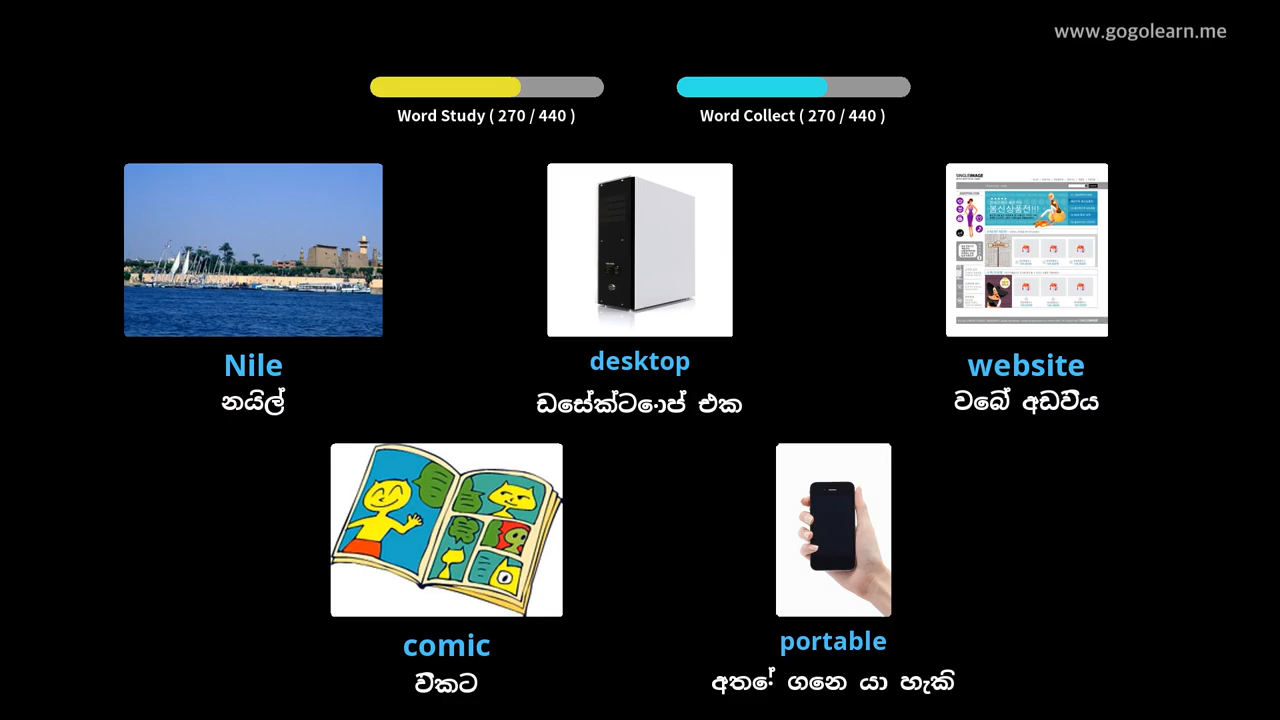 www.gogolearn.me
Word Study ( 270 / 440 )
Word Collect ( 270 / 440 )
Nile
නයිල්
desktop
ඩෙස්ක්ටොප් එක
website
වෙබ් අඩවිය
comic
විකට
portable
අතේ ගෙන යා හැකි